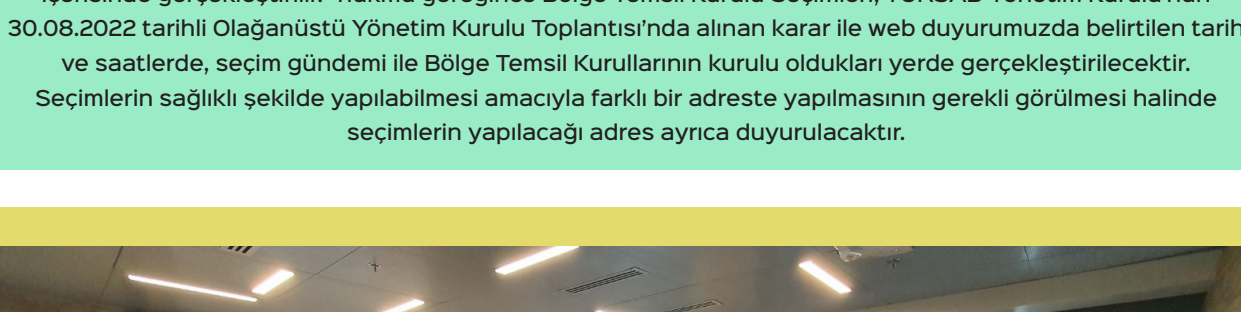 30.08.2022 tarihli Olağanüstü Yönetim Kurulu Toplantısı’nda alınan karar ile web duyurumuzda belirtilen tarih
ve saatlerde, seçim gündemi ile Bölge Temsil Kurullarının kurulu oldukları yerde gerçekleştirilecektir.
Seçimlerin sağlıklı şekilde yapılabilmesi amacıyla farklı bir adreste yapılmasının gerekli görülmesi halinde
seçimlerin yapılacağı adres ayrıca duyurulacaktır.